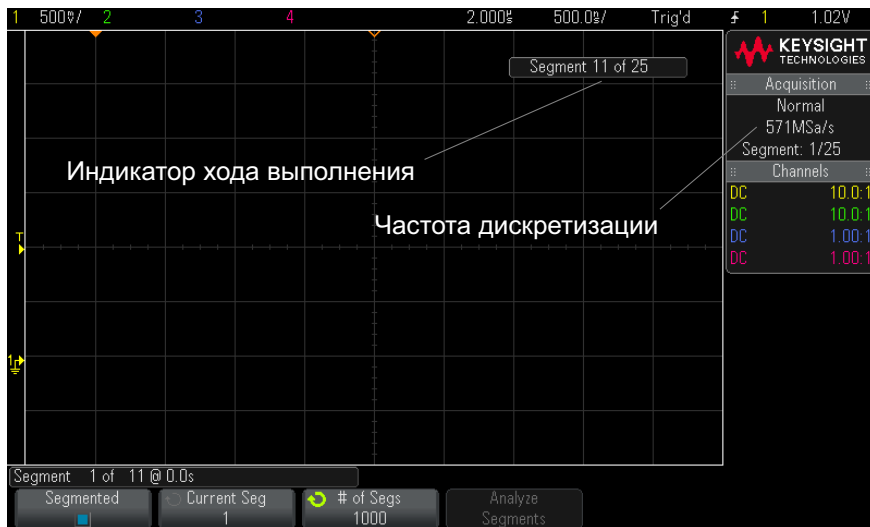 1 500㎷/ 2 3 4 2.000㎲ 500.0㎱/ Trig'd 1 1.02V
KEYSIGHT
TECHNOLOGIES
Segment 11 of 25
Acquisition
Normal
571MSa/s
Segment: 1/25
Индикатор хода выполнения
Channels
DC 10.0:1
DC 10.0:1
Частота дискретизации
DC 1.00:1
DC 1.00:1
T
1
Segment 1 of 11 @ 0.0s
Segmented
Current Seg
1
# of Segs
1000
Analyze
Segments